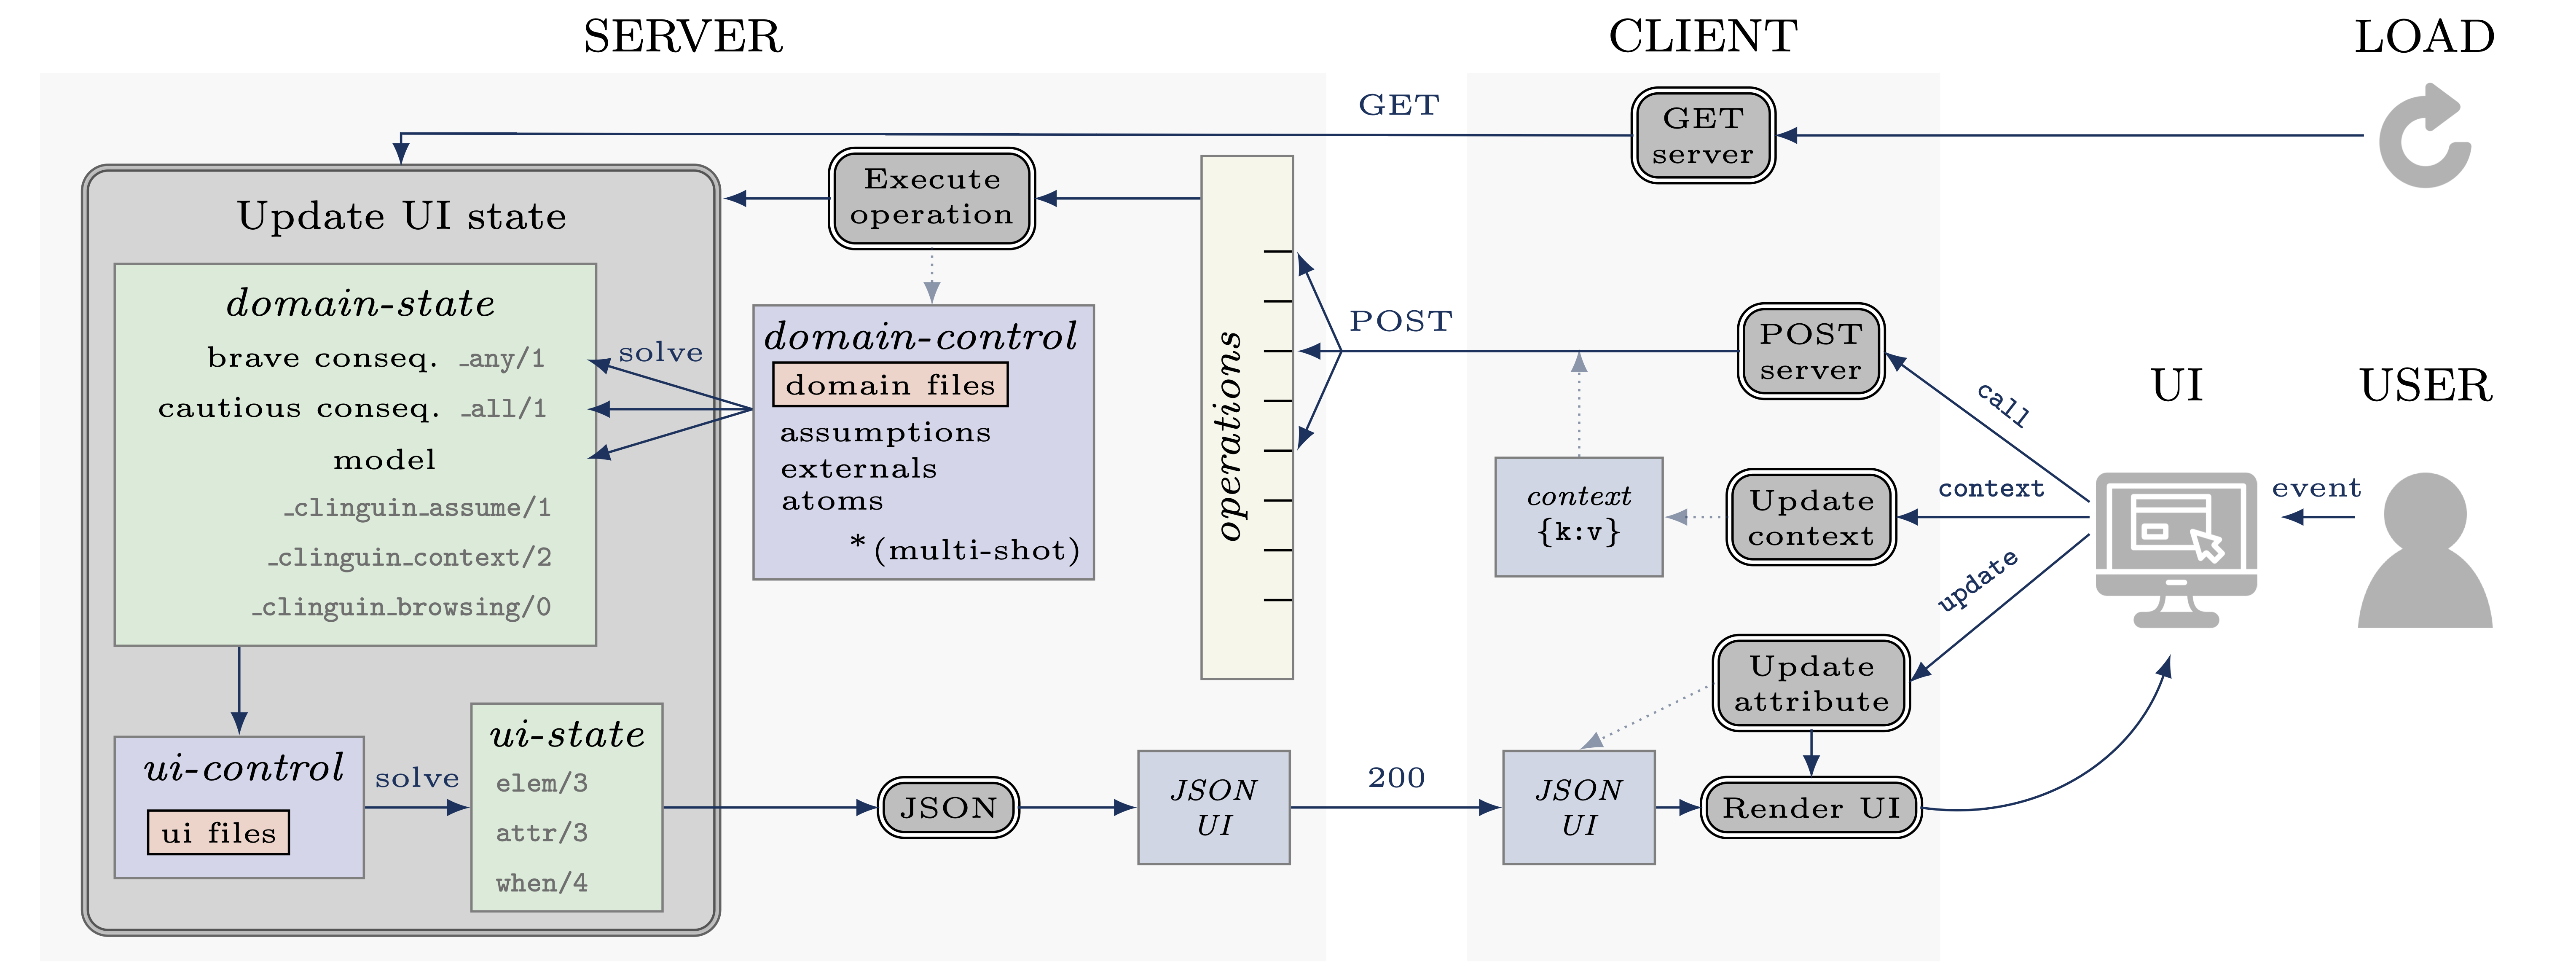 SERVER
CLIENT
LOAD
GET
GET
server
Execute
operation
Update UI state
domain-state
brave conseq. _any/1
cautious conseq. _all/1
model
_clinguin_assume/1
_clinguin_context/2
_clinguin_browsing/0
solve
domain-control
domain files
assumptions
externals
atoms
*(multi-shot)
operations
POST
POST
server
call
UI
USER
context
{k:v}
Update
context
context
event
update
Update
attribute
ui-control
ui files
solve
ui-state
elem/3
attr/3
when/4
JSON
JSON
UI
200
JSON
UI
Render UI